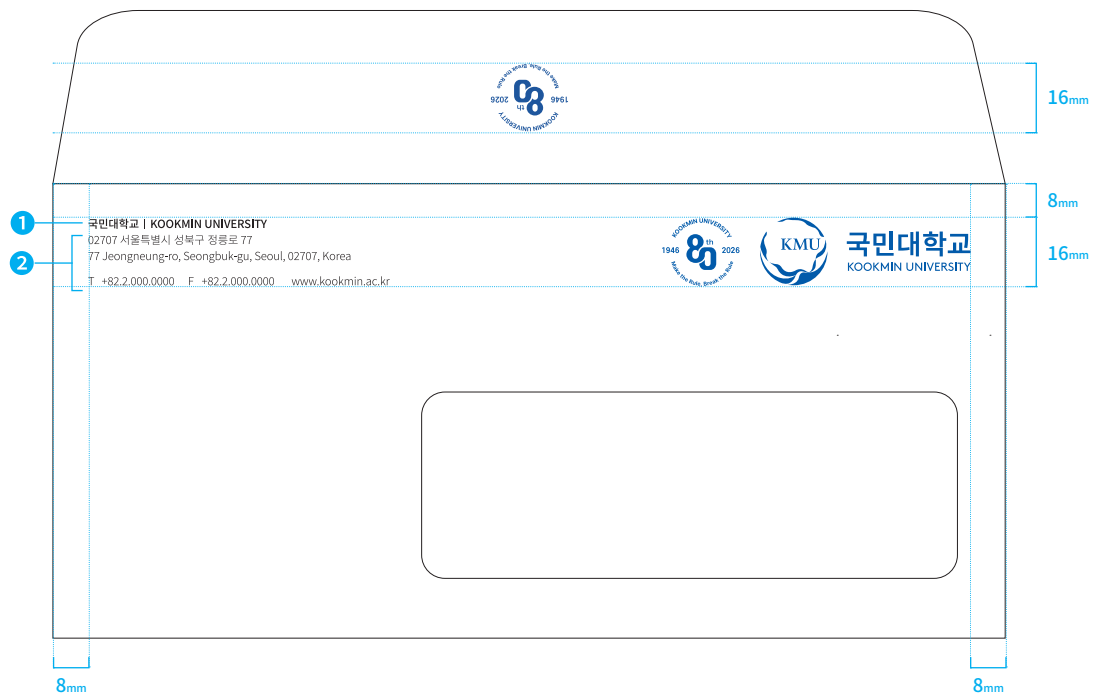 Make the Rule, Break the Rule
1946 80th 2026
KOOKMIN UNIVERSITY
16mm
8mm
1
국민대학교 | KOOKMIN UNIVERSITY
2
02707 서울특별시 성북구 정릉로 77
77 Jeongneung-ro, Seongbuk-gu, Seoul, 02707, Korea
T +82.2.000.0000 F +82.2.000.0000 www.kookmin.ac.kr
KOOKMIN UNIVERSITY
1946 80th 2026
Make the Rule, Break the Rule
KMU
국민대학교
KOOKMIN UNIVERSITY
16mm
8mm
8mm